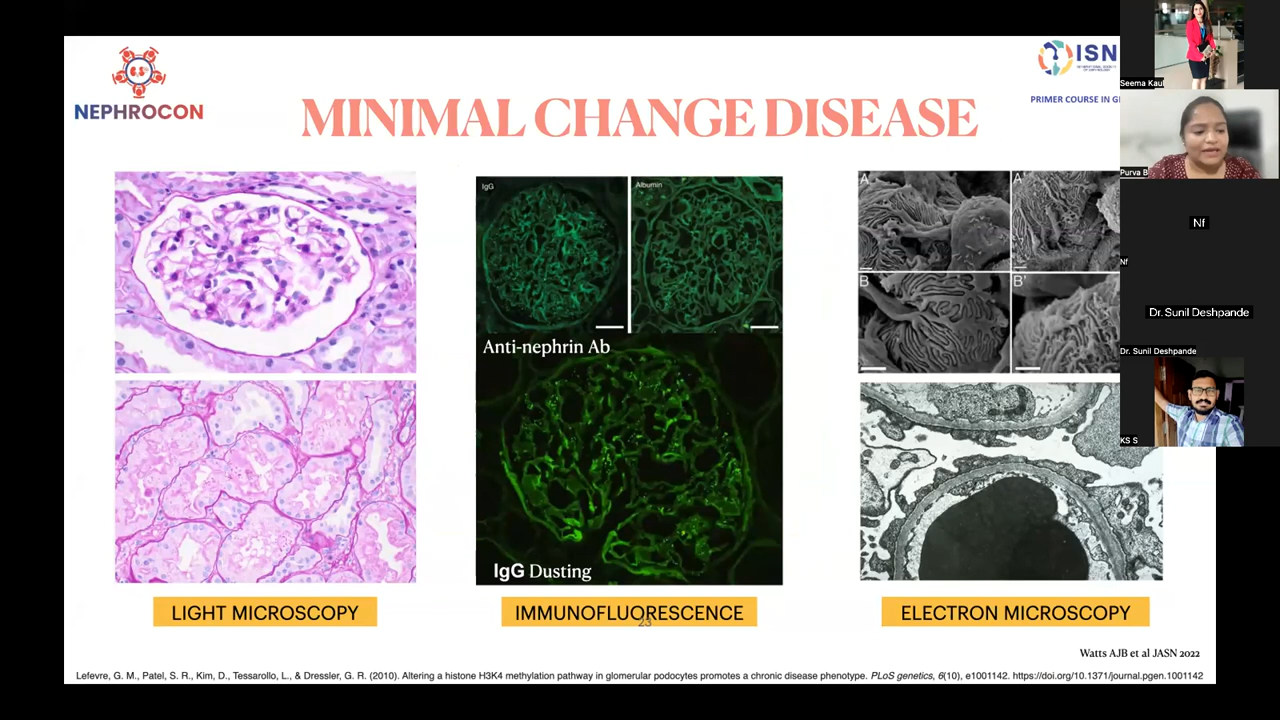 NEPHROCON
ISN
PRIMER COURSE IN G
MINIMAL CHANGE DISEASE
IgG
Albumin
Anti-nephrin Ab
IgG Dusting
A
A'
B
B'
LIGHT MICROSCOPY
IMMUNOFLUORESCENCE
23
ELECTRON MICROSCOPY
Watts AJB et al JASN 2022
Lefevre, G. M., Patel, S. R., Kim, D., Tessarollo, L., & Dressler, G. R. (2010). Altering a histone H3K4 methylation pathway in glomerular podocytes promotes a chronic disease phenotype. PLoS genetics, 6(10), e1001142. https://doi.org/10.1371/journal.pgen.1001142
Seema Kaul
Purva B
Nf
Nf
Dr. Sunil Deshpande
Dr. Sunil Deshpande
KS S